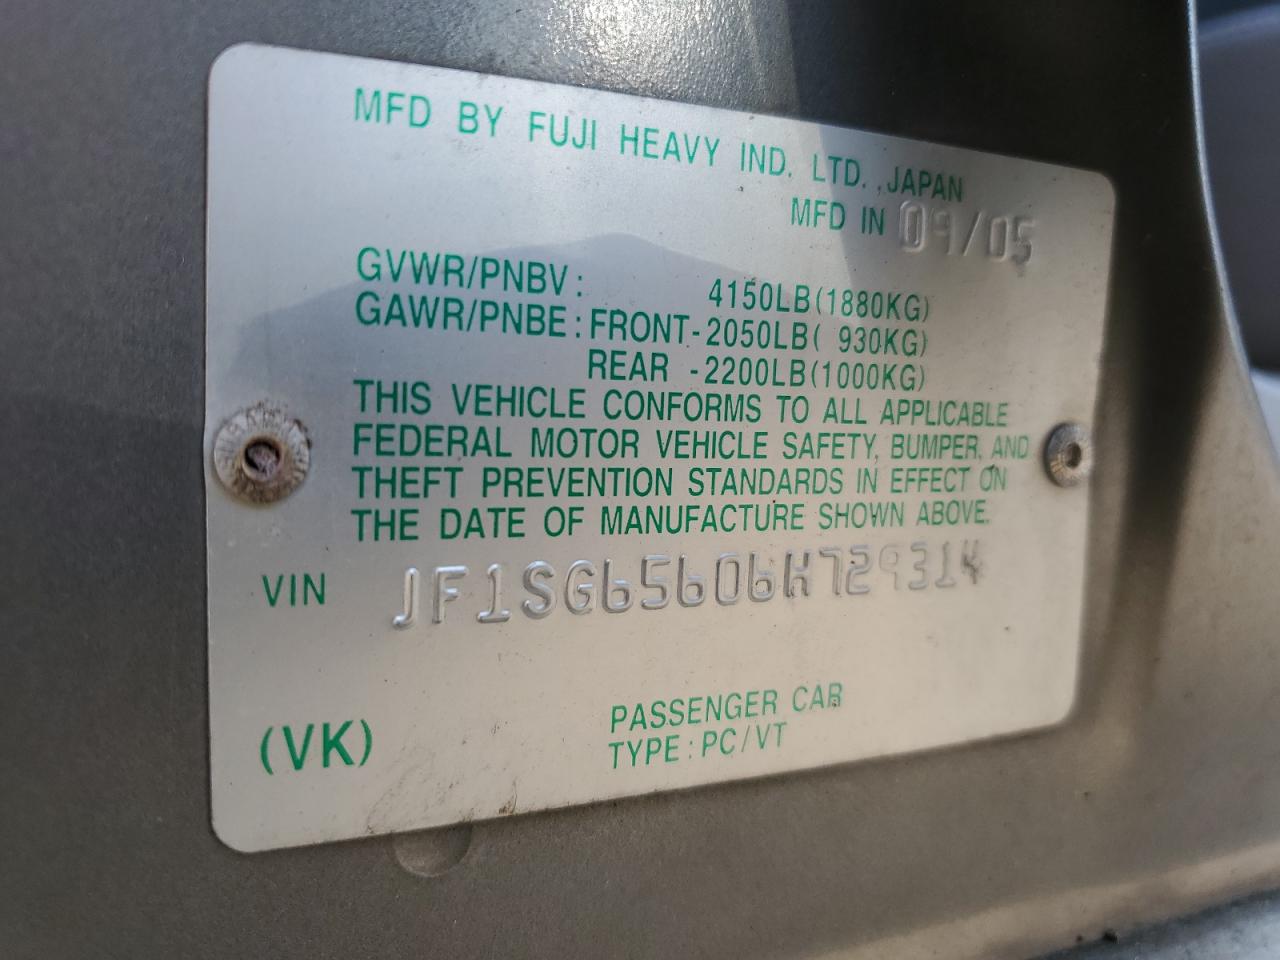 MFD BY FUJI HEAVY IND. LTD. ,JAPAN
MFD IN 09/05
GVWR/PNBV: 4150LB(1880KG)
GAWR/PNBE: FRONT-2050LB( 930KG)
REAR -2200LB(1000KG)
THIS VEHICLE CONFORMS TO ALL APPLICABLE
FEDERAL MOTOR VEHICLE SAFETY, BUMPER, AND
THEFT PREVENTION STANDARDS IN EFFECT ON
THE DATE OF MANUFACTURE SHOWN ABOVE.
VIN JF1SG65606H729314
(VK) PASSENGER CAR
TYPE: PC/VT